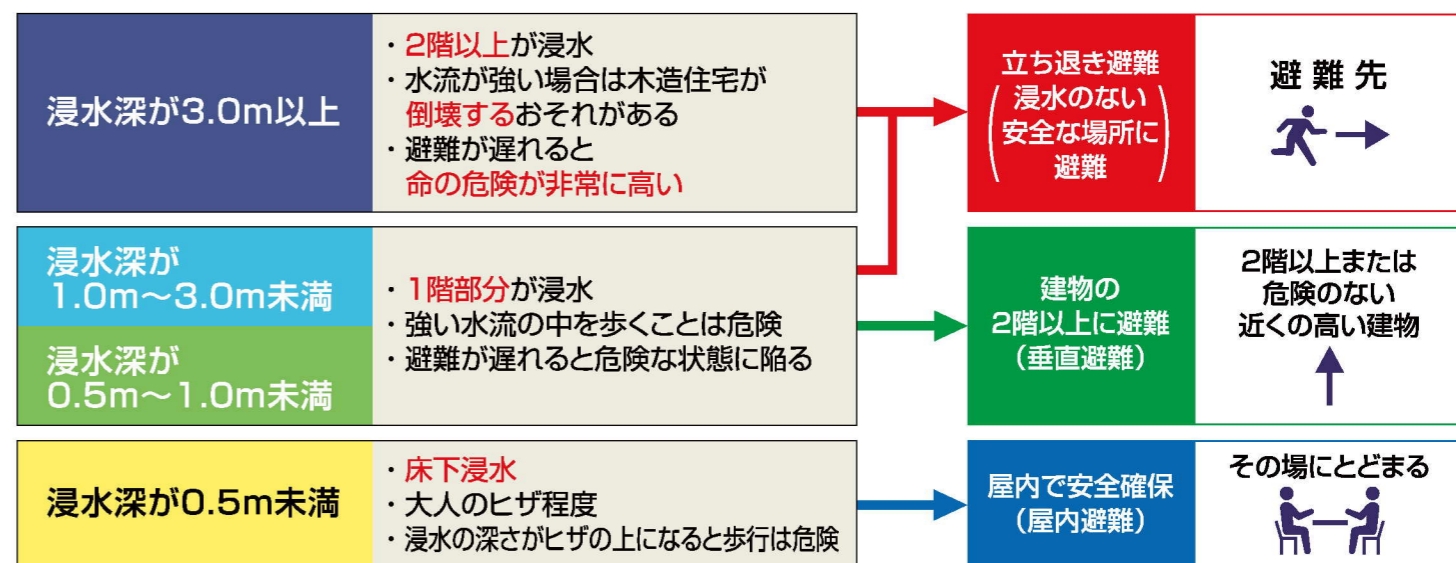 浸水深が3.0m以上
・2階以上が浸水
・水流が強い場合は木造住宅が
倒壊するおそれがある
・避難が遅れると
命の危険が非常に高い
立ち退き避難
(浸水のない
安全な場所に
避難)
避難先
浸水深が
1.0m〜3.0m未満
浸水深が
0.5m〜1.0m未満
・1階部分が浸水
・強い水流の中を歩くことは危険
・避難が遅れると危険な状態に陥る
建物の
2階以上に避難
(垂直避難)
2階以上または
危険のない
近くの高い建物
浸水深が0.5m未満
・床下浸水
・大人のヒザ程度
・浸水の深さがヒザの上になると歩行は危険
屋内で安全確保
(屋内避難)
その場にとどまる